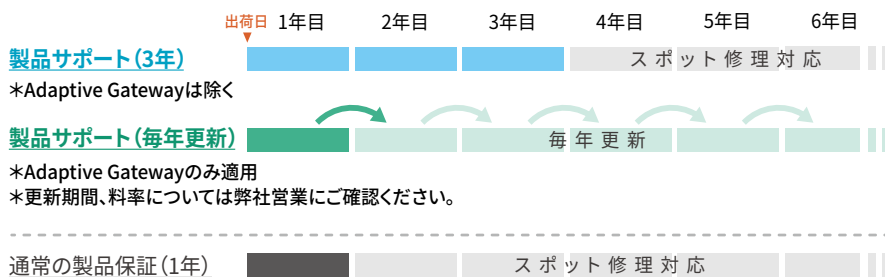 出荷日 1年目 2年目 3年目 4年目 5年目 6年目
製品サポート(3年) スポット修理対応
＊Adaptive Gatewayは除く
製品サポート(毎年更新) 毎年更新
＊Adaptive Gatewayのみ適用
＊更新期間、料率については弊社営業にご確認ください。
通常の製品保証(1年) スポット修理対応